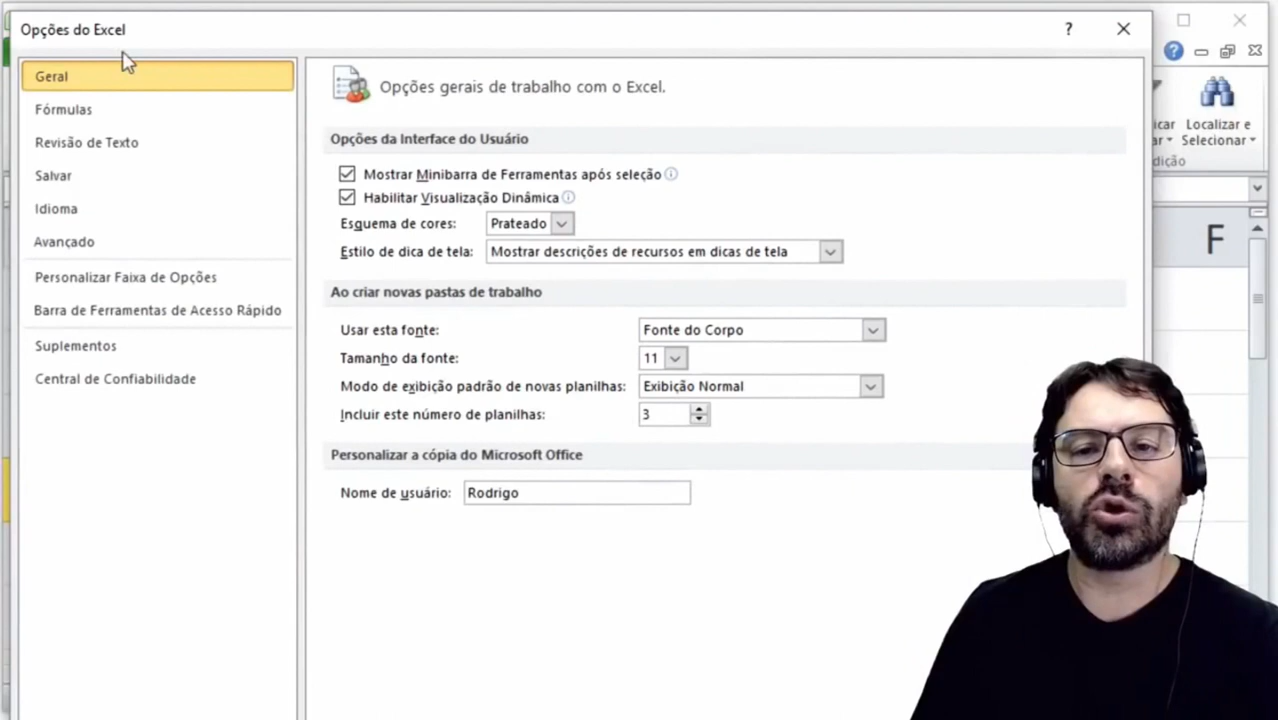 Opções do Excel
?
Geral
Fórmulas
Revisão de Texto
Salvar
Idioma
Avançado
Personalizar Faixa de Opções
Barra de Ferramentas de Acesso Rápido
Suplementos
Central de Confiabilidade
Opções gerais de trabalho com o Excel.
Opções da Interface do Usuário
Mostrar Minibarra de Ferramentas após seleção
Habilitar Visualização Dinâmica
Esquema de cores: Prateado
Estilo de dica de tela: Mostrar descrições de recursos em dicas de tela
Ao criar novas pastas de trabalho
Usar esta fonte: Fonte do Corpo
Tamanho da fonte: 11
Modo de exibição padrão de novas planilhas: Exibição Normal
Incluir este número de planilhas: 3
Personalizar a cópia do Microsoft Office
Nome de usuário: Rodrigo
Localizar e
Selecionar
F